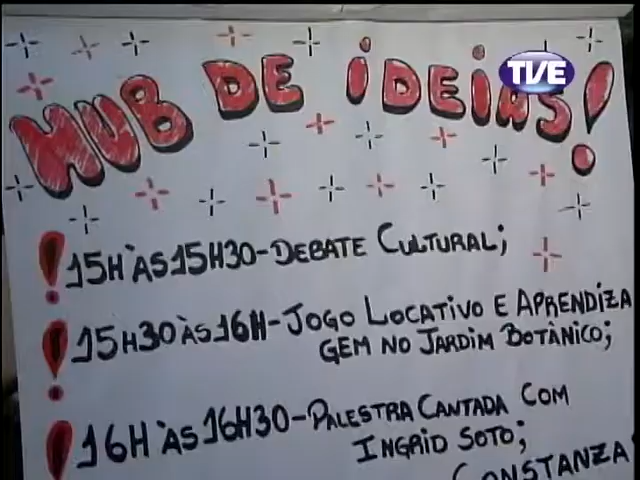 TVE
HUB DE IDEIAS!
15H ÀS 15H30-DEBATE CULTURAL;
15H30 ÀS 16H-JOGO LOCATIVO E APRENDIZA
GEM NO JARDIM BOTÂNICO;
16H ÀS 16H30-PALESTRA CANTADA COM
INGRID SOTO;
CONSTANZA